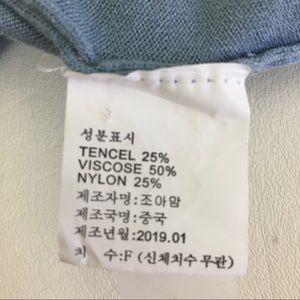 성분표시
TENCEL 25%
VISCOSE 50%
NYLON 25%
제조자명:조아맘
제조국명:중국
제조년월:2019.01
치 수:F (신체치수무관)